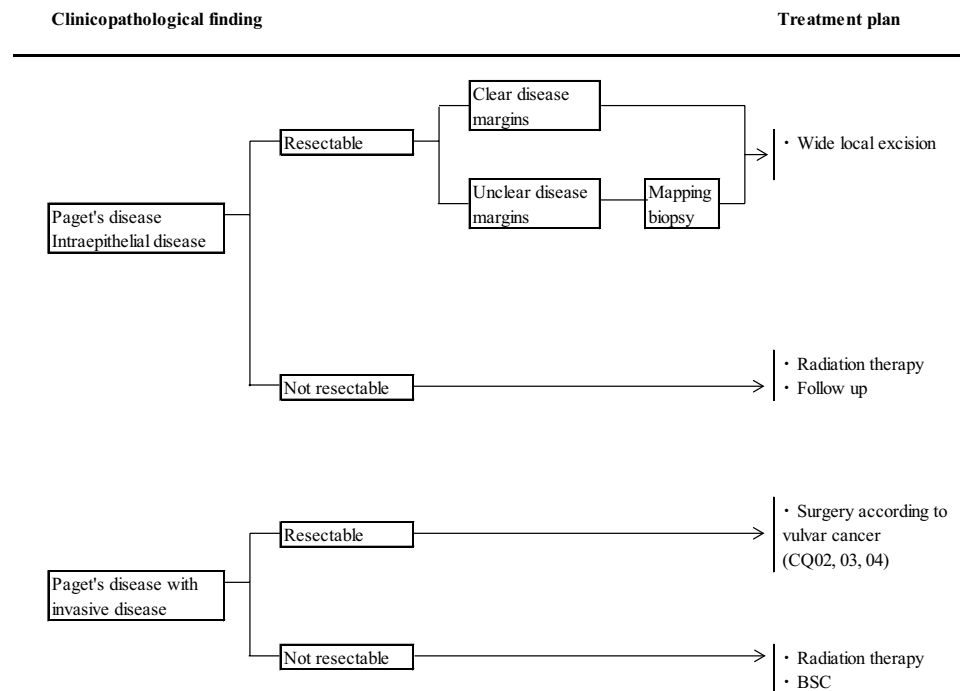 Clinicopathological finding
Treatment plan
Clear disease
margins
Resectable
・Wide local excision
Unclear disease
margins
Mapping
biopsy
Paget's disease
Intraepithelial disease
Not resectable
・Radiation therapy
・Follow up
Resectable
・Surgery according to
vulvar cancer
(CQ02, 03, 04)
Paget's disease with
invasive disease
Not resectable
・Radiation therapy
・BSC